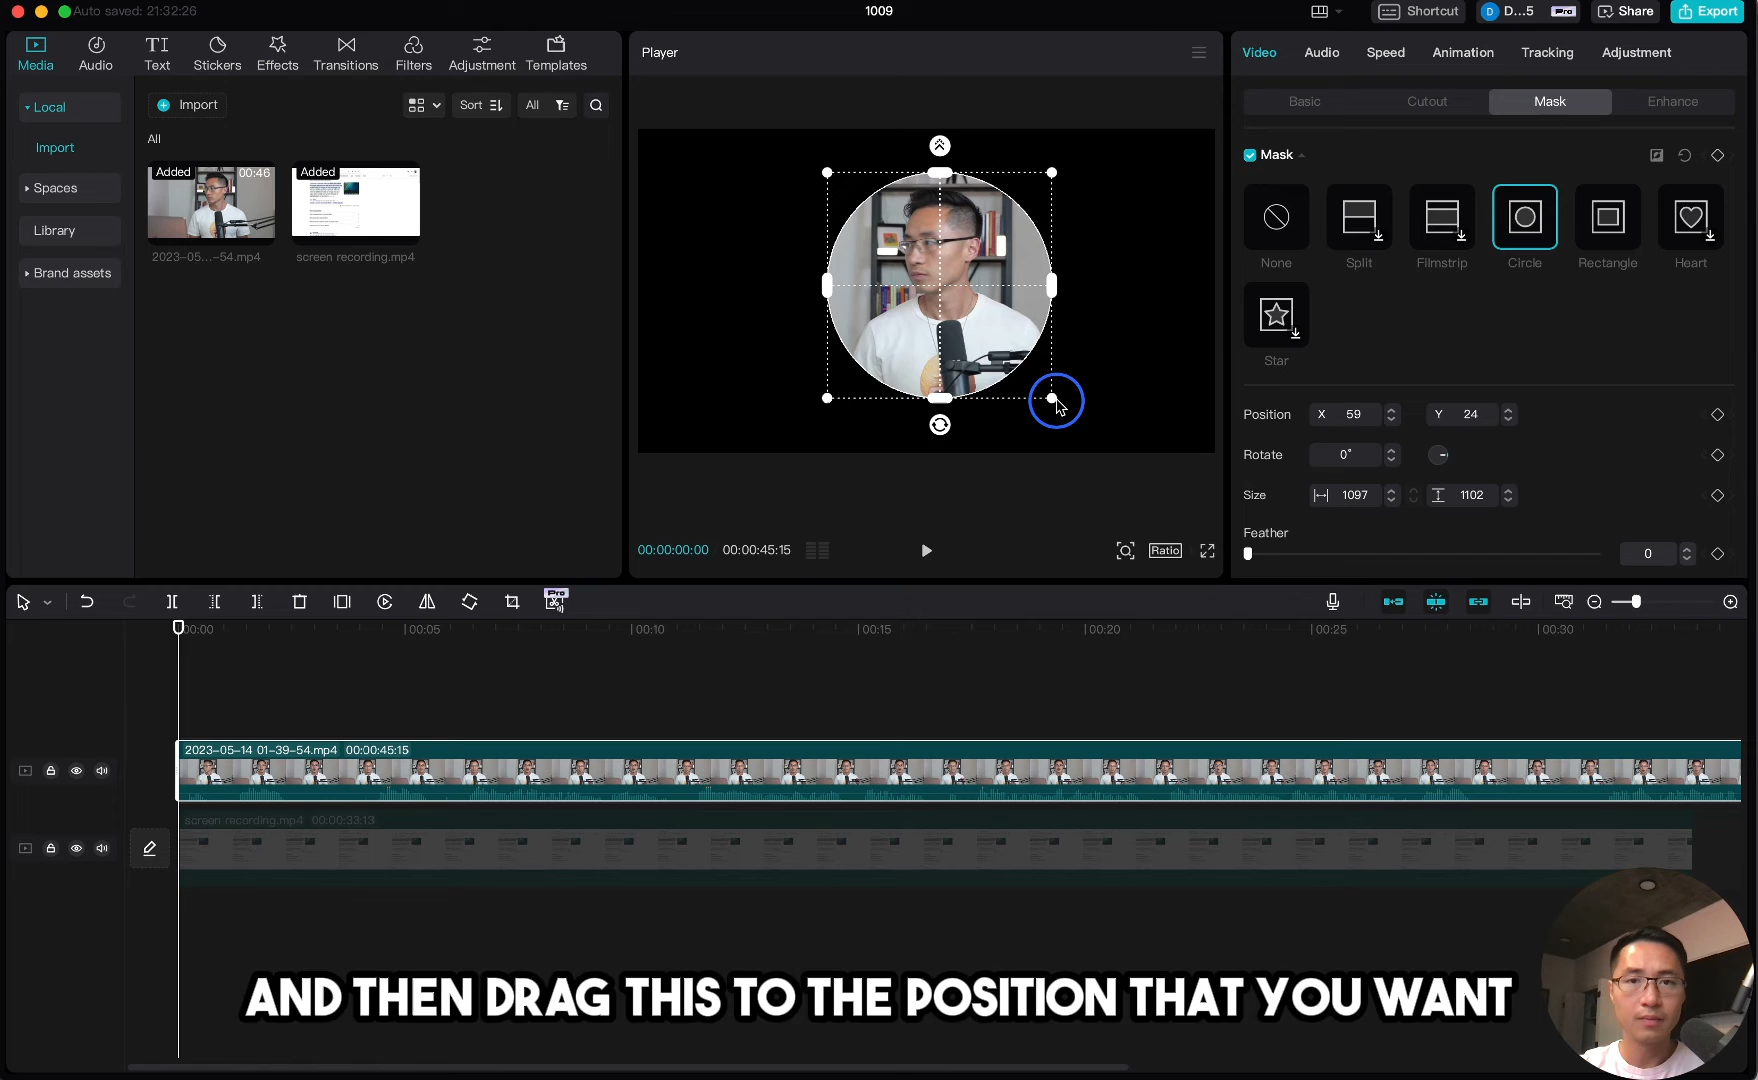 Auto saved: 21:32:26
1009
Shortcut
D...5
Pro
Share
Export
Media
Audio
Text
Stickers
Effects
Transitions
Filters
Adjustment
Templates
Local
Import
Spaces
Library
Brand assets
Import
Sort
All
All
Added
00:46
2023-05...-54.mp4
Added
screen recording.mp4
Player
00:00:00:00
00:00:45:15
Ratio
Video
Audio
Speed
Animation
Tracking
Adjustment
Basic
Cutout
Mask
Enhance
Mask
None
Split
Filmstrip
Circle
Rectangle
Heart
Star
Position
X 59
Y 24
Rotate
0°
Size
1097
1102
Feather
0
Pro
00:00
00:05
00:10
00:15
00:20
00:25
00:30
2023-05-14 01-39-54.mp4 00:00:45:15
screen recording.mp4 00:00:33:13
AND THEN DRAG THIS TO THE POSITION THAT YOU WANT